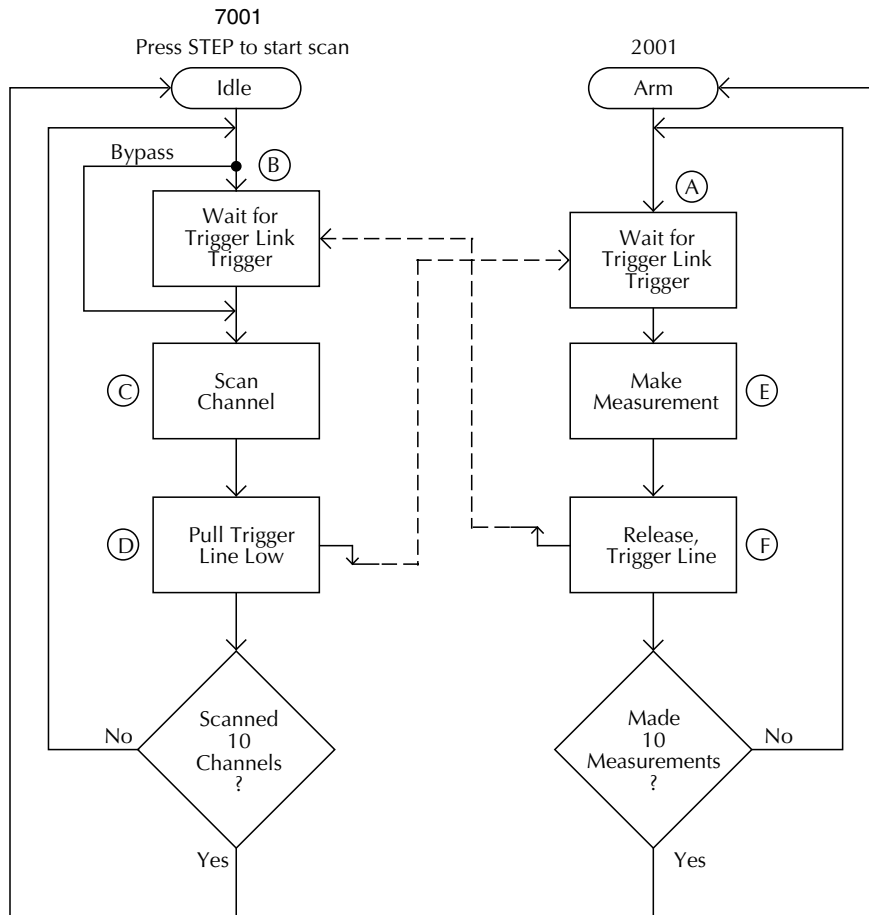 7001
Press STEP to start scan
Idle
Bypass
B
Wait for
Trigger Link
Trigger
C
Scan
Channel
D
Pull Trigger
Line Low
Scanned
10
Channels
?
No
Yes
2001
Arm
A
Wait for
Trigger Link
Trigger
Make
Measurement
E
Release,
Trigger Line
F
Made
10
Measurements
?
No
Yes